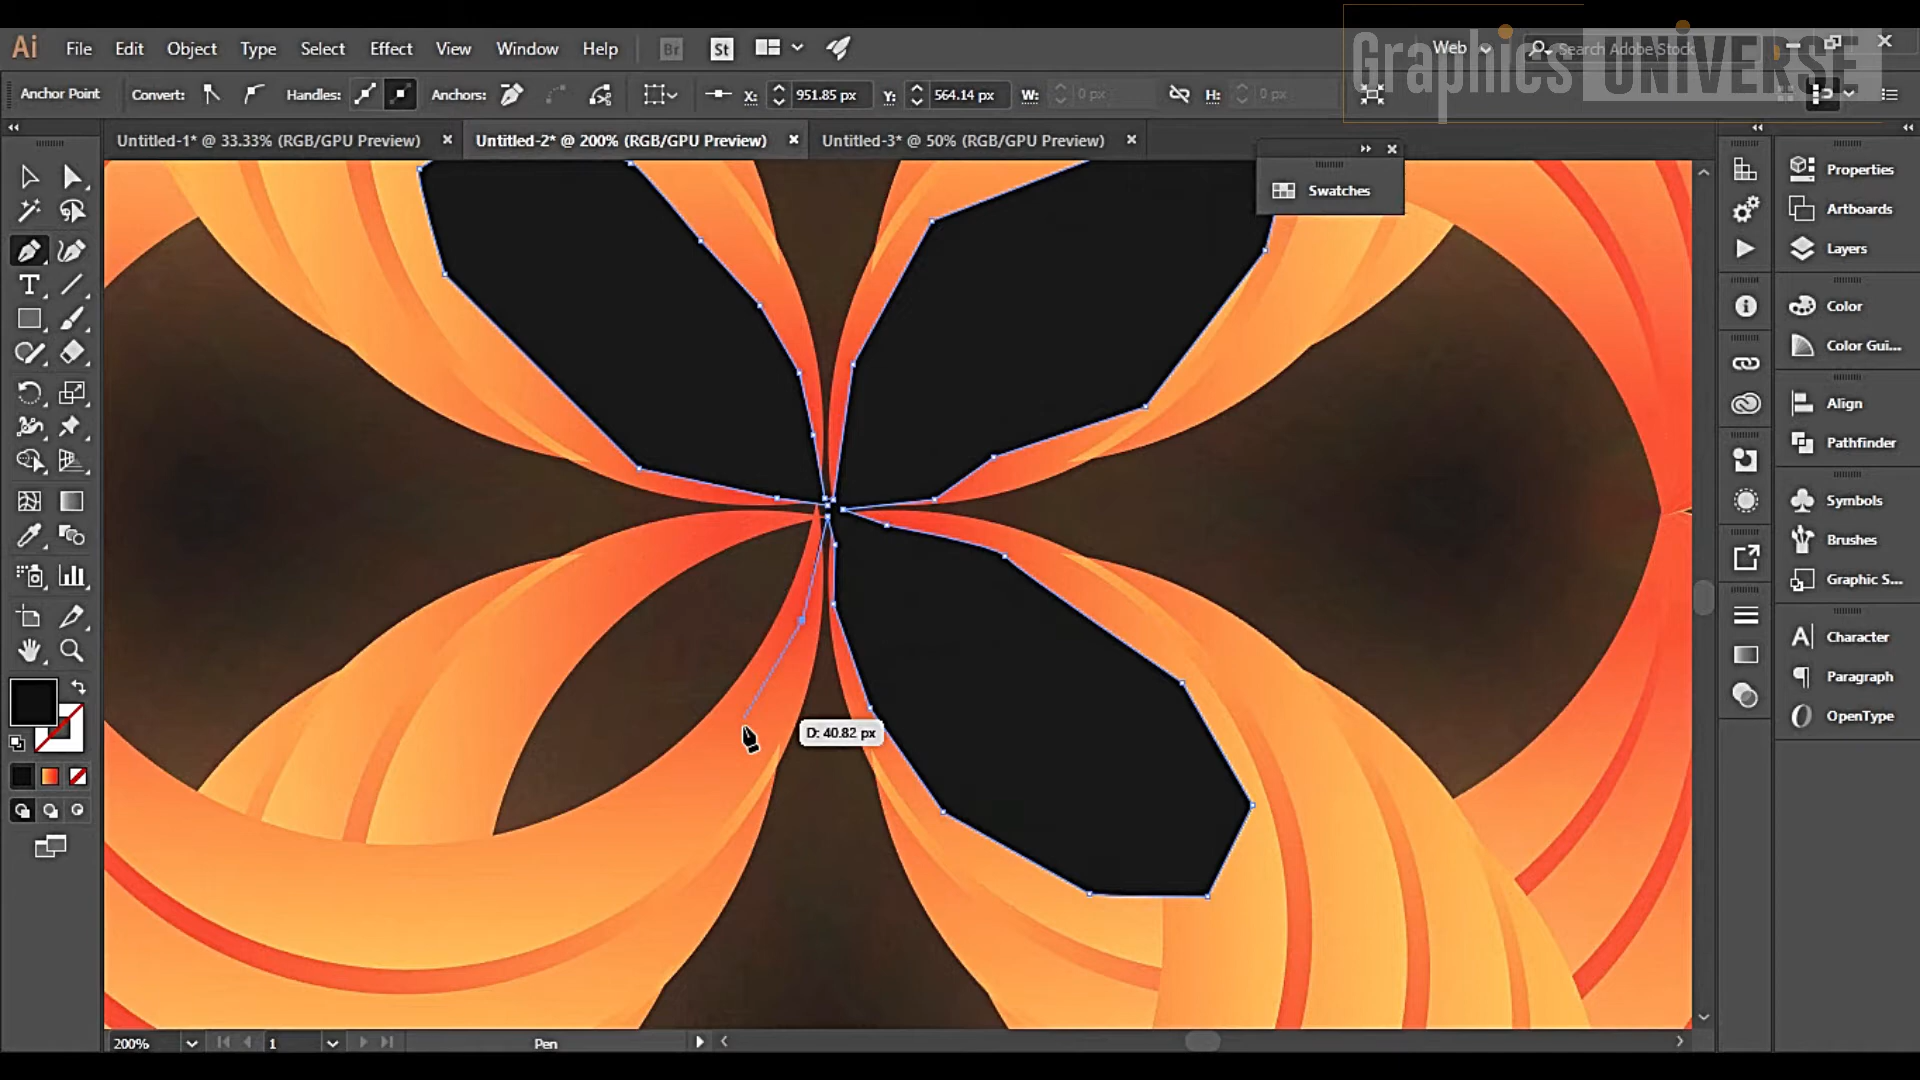 Ai File Edit Object Type Select Effect View Window Help Br St Web Search Adobe Stock
Graphics UNIVERSE
Anchor Point Convert: Handles: Anchors: X: 951.85 px Y: 564.14 px W: 0 px H: 0 px
Untitled-1* @ 33.33% (RGB/GPU Preview) Untitled-2* @ 200% (RGB/GPU Preview) Untitled-3* @ 50% (RGB/GPU Preview)
Swatches
Properties
Artboards
Layers
Color
Color Gui...
Align
Pathfinder
Symbols
Brushes
Graphic S...
Character
Paragraph
OpenType
D: 40.82 px
200% 1 Pen